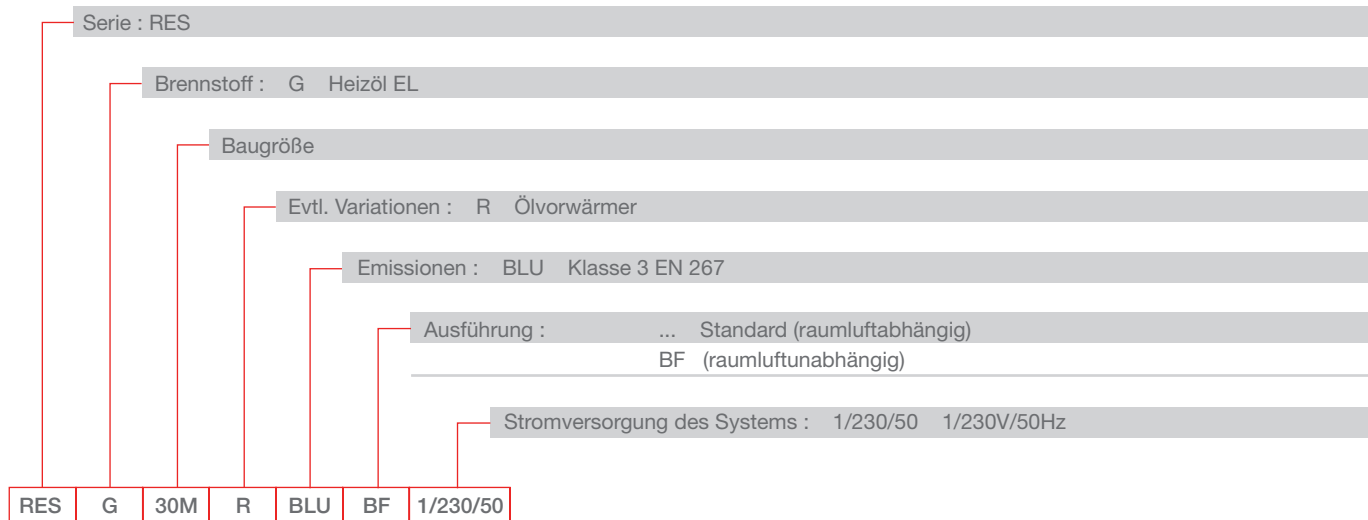 Serie : RES
Brennstoff : G Heizöl EL
Baugröße
Evtl. Variationen : R Ölvorwärmer
Emissionen : BLU Klasse 3 EN 267
Ausführung : ... Standard (raumluftabhängig)
BF (raumluftunabhängig)
Stromversorgung des Systems : 1/230/50 1/230V/50Hz
RES G 30M R BLU BF 1/230/50